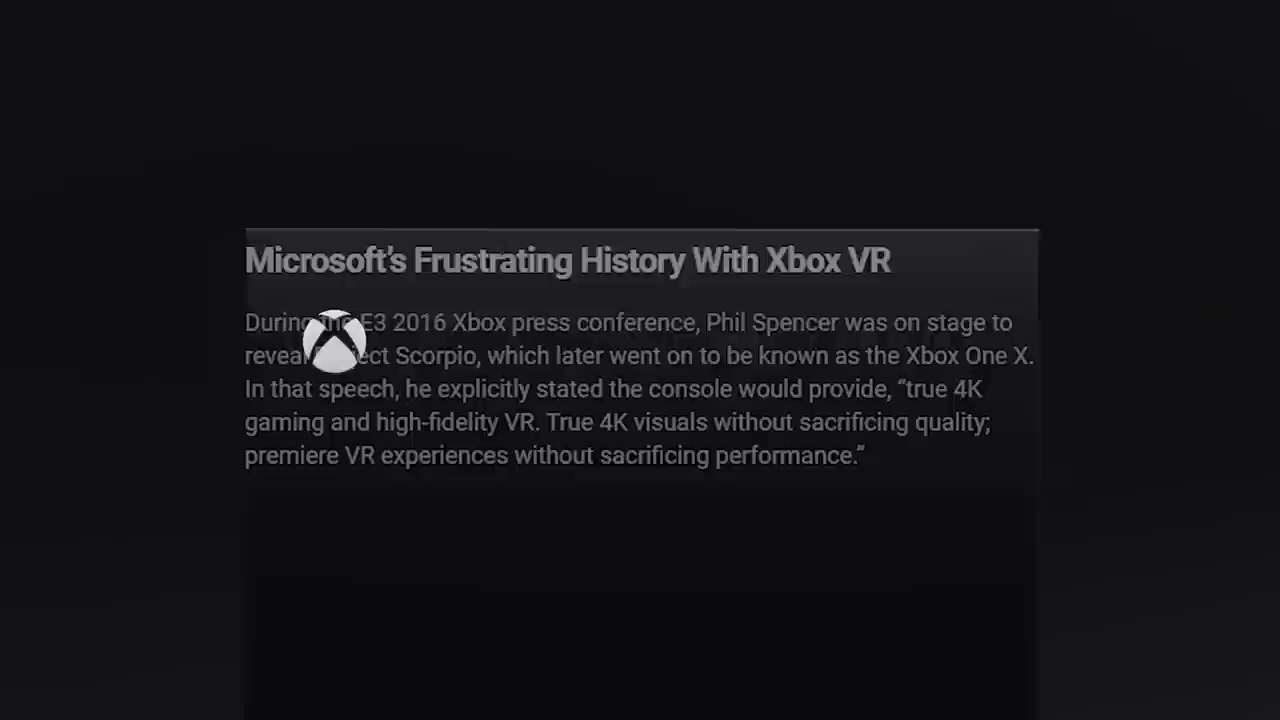 Microsoft's Frustrating History With Xbox VR
During the E3 2016 Xbox press conference, Phil Spencer was on stage to
reveal Project Scorpio, which later went on to be known as the Xbox One X.
In that speech, he explicitly stated the console would provide, “true 4K
gaming and high-fidelity VR. True 4K visuals without sacrificing quality;
premiere VR experiences without sacrificing performance.”